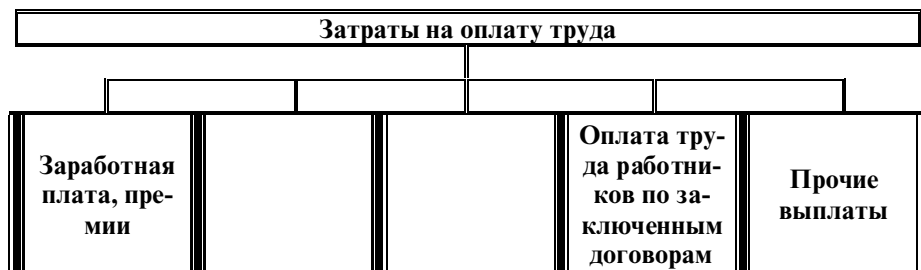 Затраты на оплату труда
Заработная
плата, пре-
мии
Оплата тру-
да работни-
ков по за-
ключенным
договорам
Прочие
выплаты